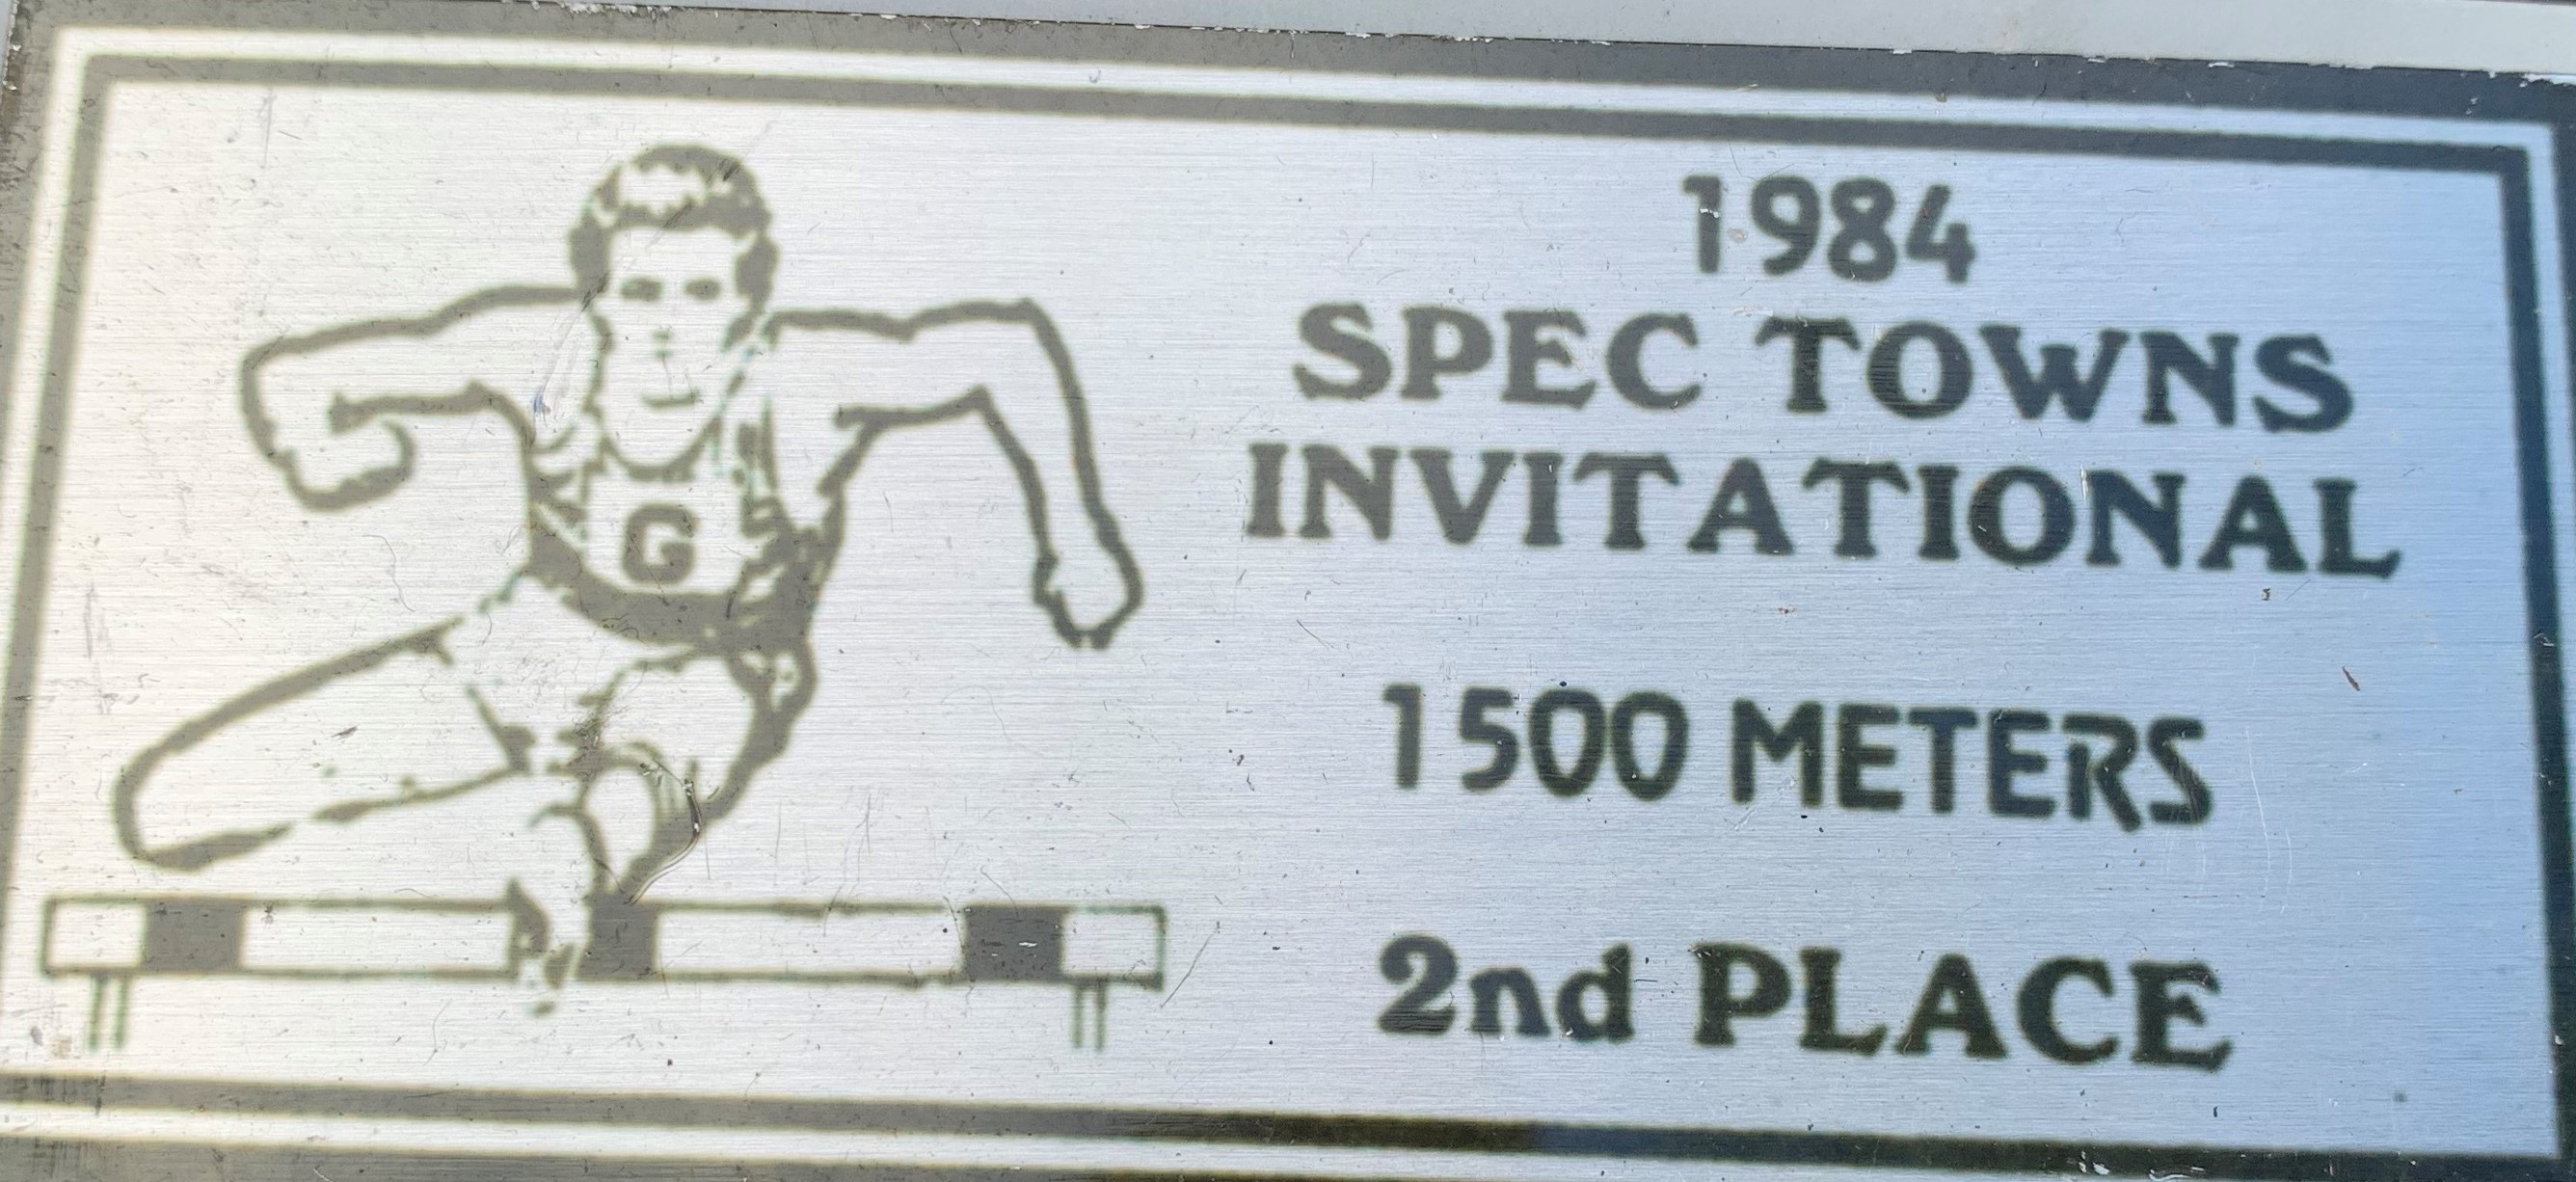 1984
SPEC TOWNS
INVITATIONAL
1500 METERS
2nd PLACE
G